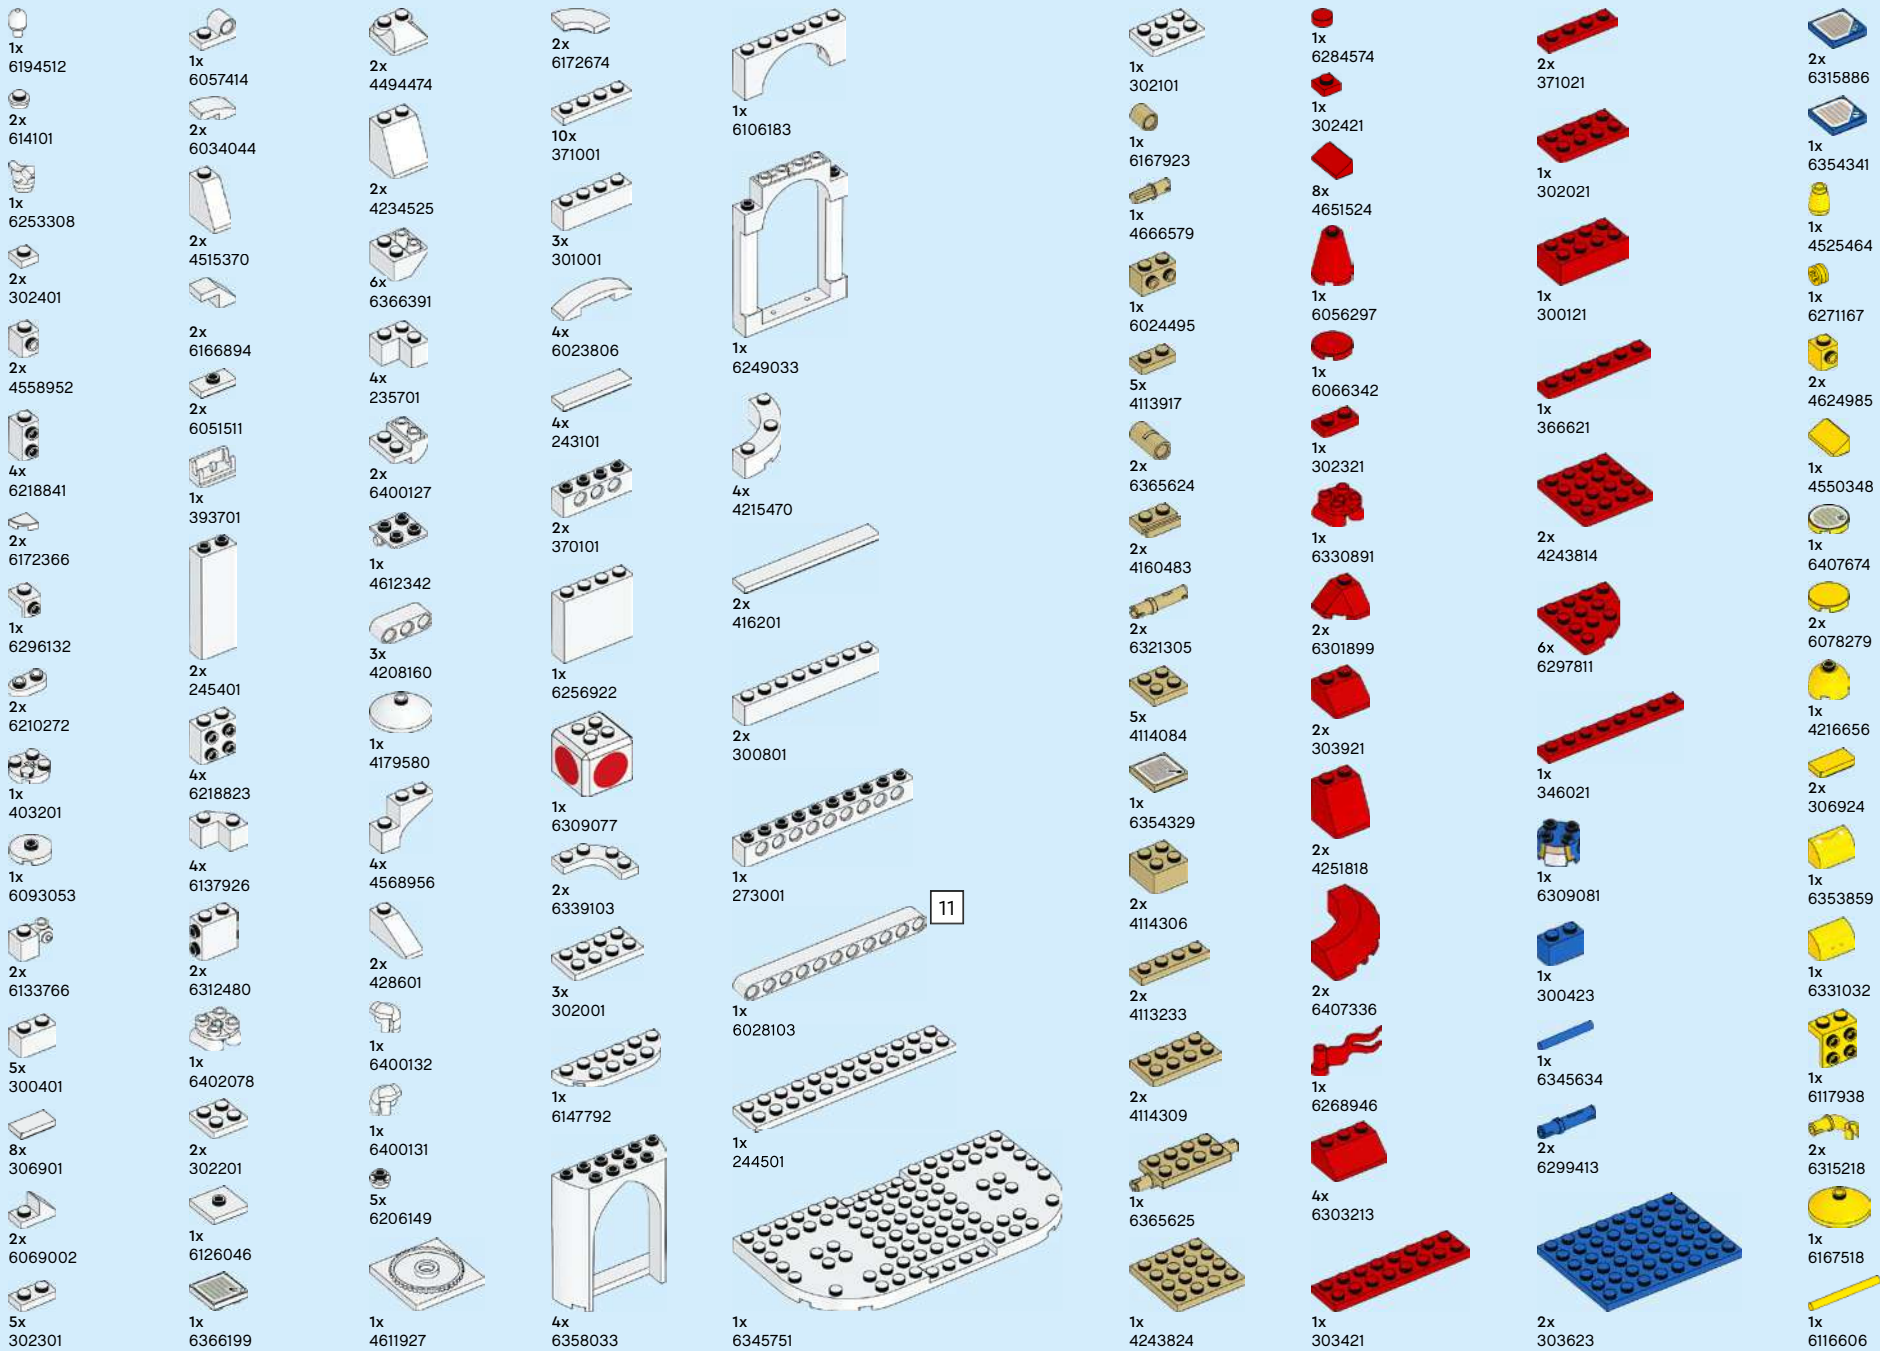 1x
6194512
2x
614101
1x
6253308
2x
302401
2x
4558952
4x
6218841
2x
6172366
1x
6296132
2x
6210272
1x
403201
1x
6093053
2x
6133766
5x
300401
8x
306901
2x
6069002
5x
302301
1x
6057414
2x
6034044
2x
4515370
2x
6166894
2x
6051511
1x
393701
2x
245401
4x
6218823
4x
6137926
2x
6312480
1x
6402078
2x
302201
1x
6126046
1x
6366199
2x
4494474
2x
4234525
6x
6366391
4x
235701
2x
6400127
1x
4612342
3x
4208160
1x
4179580
4x
4568956
2x
428601
1x
6400132
1x
6400131
5x
6206149
1x
4611927
2x
6172674
10x
371001
3x
301001
4x
6023806
4x
243101
2x
370101
1x
6256922
1x
6309077
2x
6339103
3x
302001
1x
6147792
4x
6358033
1x
6106183
1x
6249033
4x
4215470
2x
416201
2x
300801
1x
273001
11
1x
6028103
1x
244501
1x
6345751
1x
302101
1x
6167923
1x
4666579
1x
6024495
5x
4113917
2x
6365624
2x
4160483
2x
6321305
5x
4114084
1x
6354329
2x
4114306
2x
4113233
2x
4114309
1x
6365625
1x
4243824
1x
6284574
1x
302421
8x
4651524
1x
6056297
1x
6066342
1x
302321
1x
6330891
2x
6301899
2x
303921
2x
4251818
2x
6407336
1x
6268946
4x
6303213
1x
303421
2x
371021
1x
302021
1x
300121
1x
366621
2x
4243814
6x
6297811
1x
346021
1x
6309081
1x
300423
1x
6345634
2x
6299413
2x
303623
2x
6315886
1x
6354341
1x
4525464
1x
6271167
2x
4624985
1x
4550348
1x
6407674
2x
6078279
1x
4216656
2x
306924
1x
6353859
1x
6331032
1x
6117938
2x
6315218
1x
6167518
1x
6116606